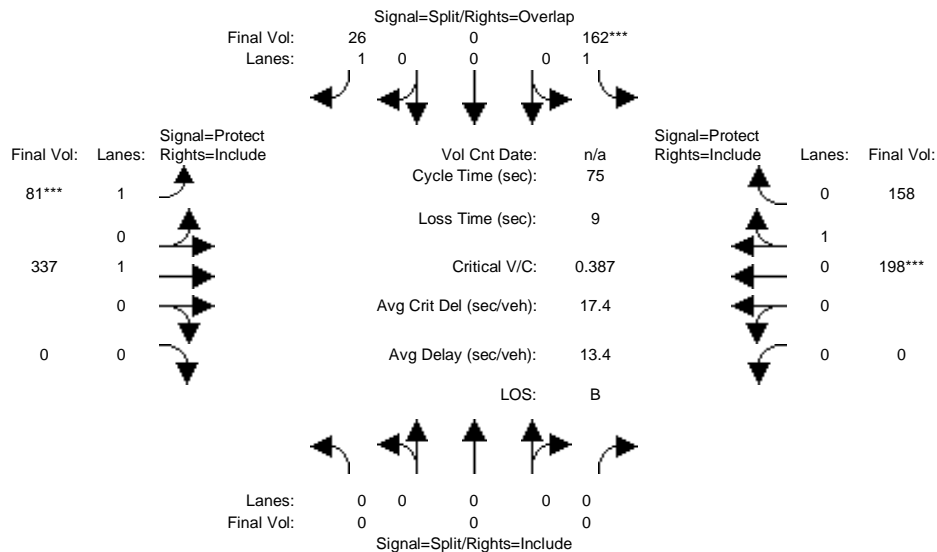 Signal=Split/Rights=Overlap
Final Vol: 26 0 162***
Lanes: 1 0 0 0 1
Signal=Protect
Final Vol: Lanes: Rights=Include
Vol Cnt Date: n/a
Signal=Protect
Rights=Include Lanes: Final Vol:
Cycle Time (sec): 75
81*** 1
0 158
Loss Time (sec): 9
0
1
337 1
Critical V/C: 0.387
0 198***
0
Avg Crit Del (sec/veh): 17.4
0
0 0
Avg Delay (sec/veh): 13.4
0 0
LOS: B
Lanes: 0 0 0 0 0
Final Vol: 0 0 0
Signal=Split/Rights=Include